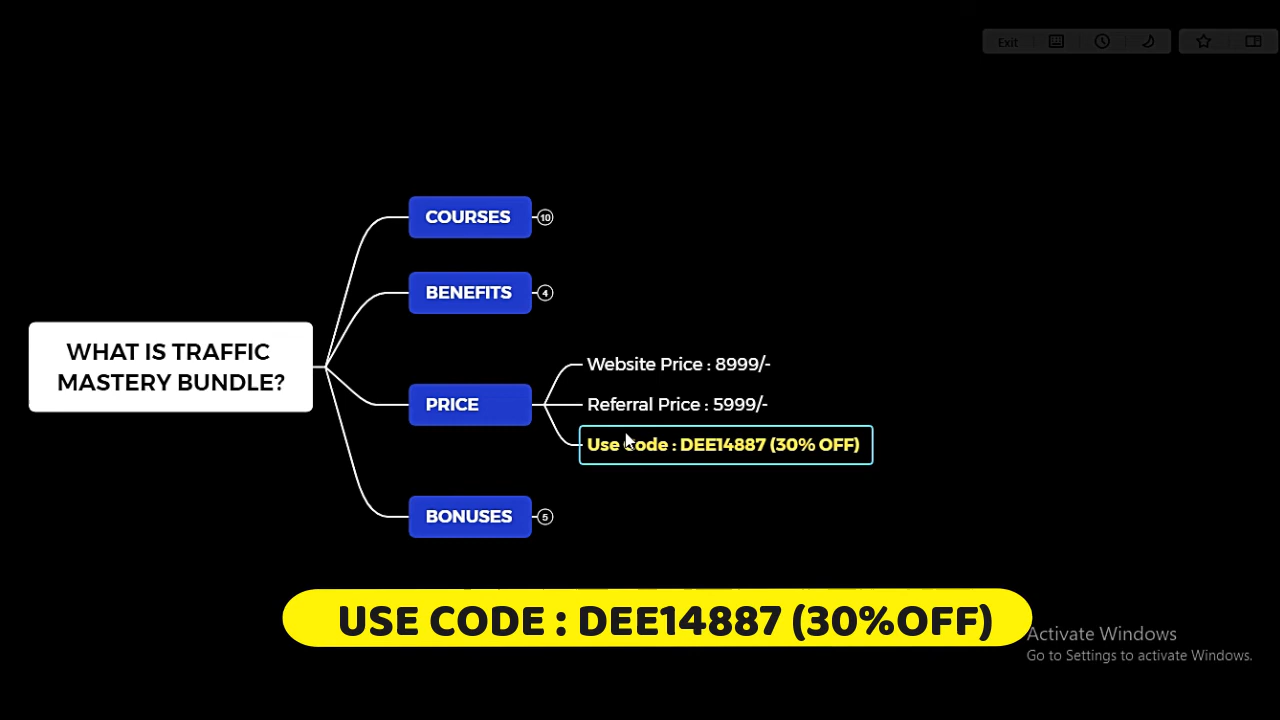 Exit
COURSES 10
BENEFITS 4
WHAT IS TRAFFIC
MASTERY BUNDLE?
Website Price : 8999/-
PRICE
Referral Price : 5999/-
Use Code : DEE14887 (30% OFF)
BONUSES 5
USE CODE : DEE14887 (30%OFF)
Activate Windows
Go to Settings to activate Windows.